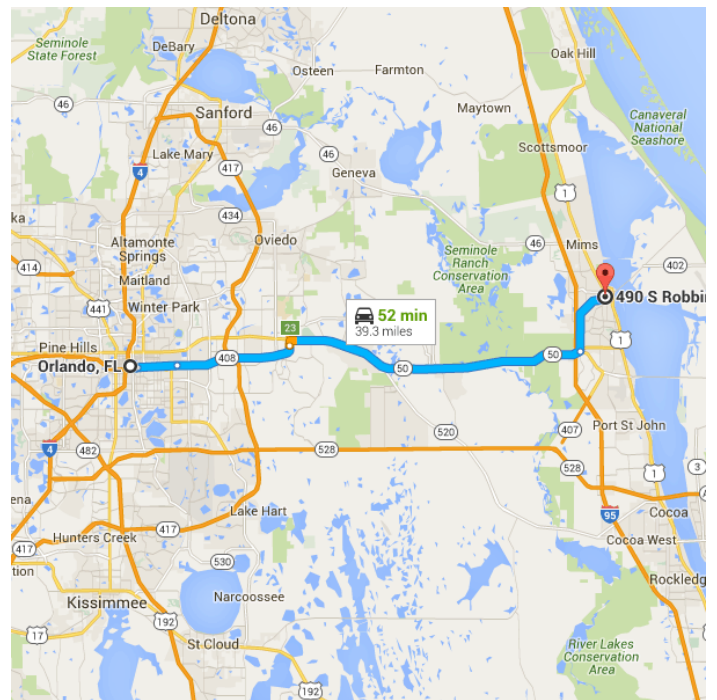 Deltona
Seminole
State Forest
DeBary
Oak Hill
Osteen
Farmton
46
46
Maytown
Canaveral
National
Seashore
Sanford
46
Scottsmoor
Lake Mary
417
46
4
Geneva
1
434
Oviedo
46
Mims
Altamonte
Springs
Seminole
Ranch
Conservation
Area
402
414
Maitland
441
Winter Park
52 min
39.3 miles
490 S Robbin
23
1
Pine Hills
Orlando, FL
408
50
50
520
407
Port St John
4
482
528
528
1
3
417
Lake Hart
95
Cocoa
Hunters Creek
417
Cocoa West
530
Rockledg
Kissimmee
Narcoossee
192
17
St Cloud
River Lakes
Conservation
Area
192